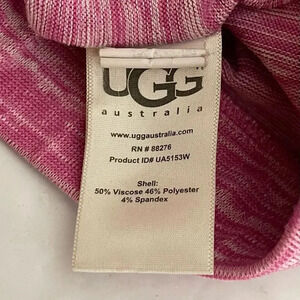 UGG
australia
www.uggaustralia.com
RN # 88276
Product ID# UA5153W
Shell:
50% Viscose 46% Polyester
4% Spandex